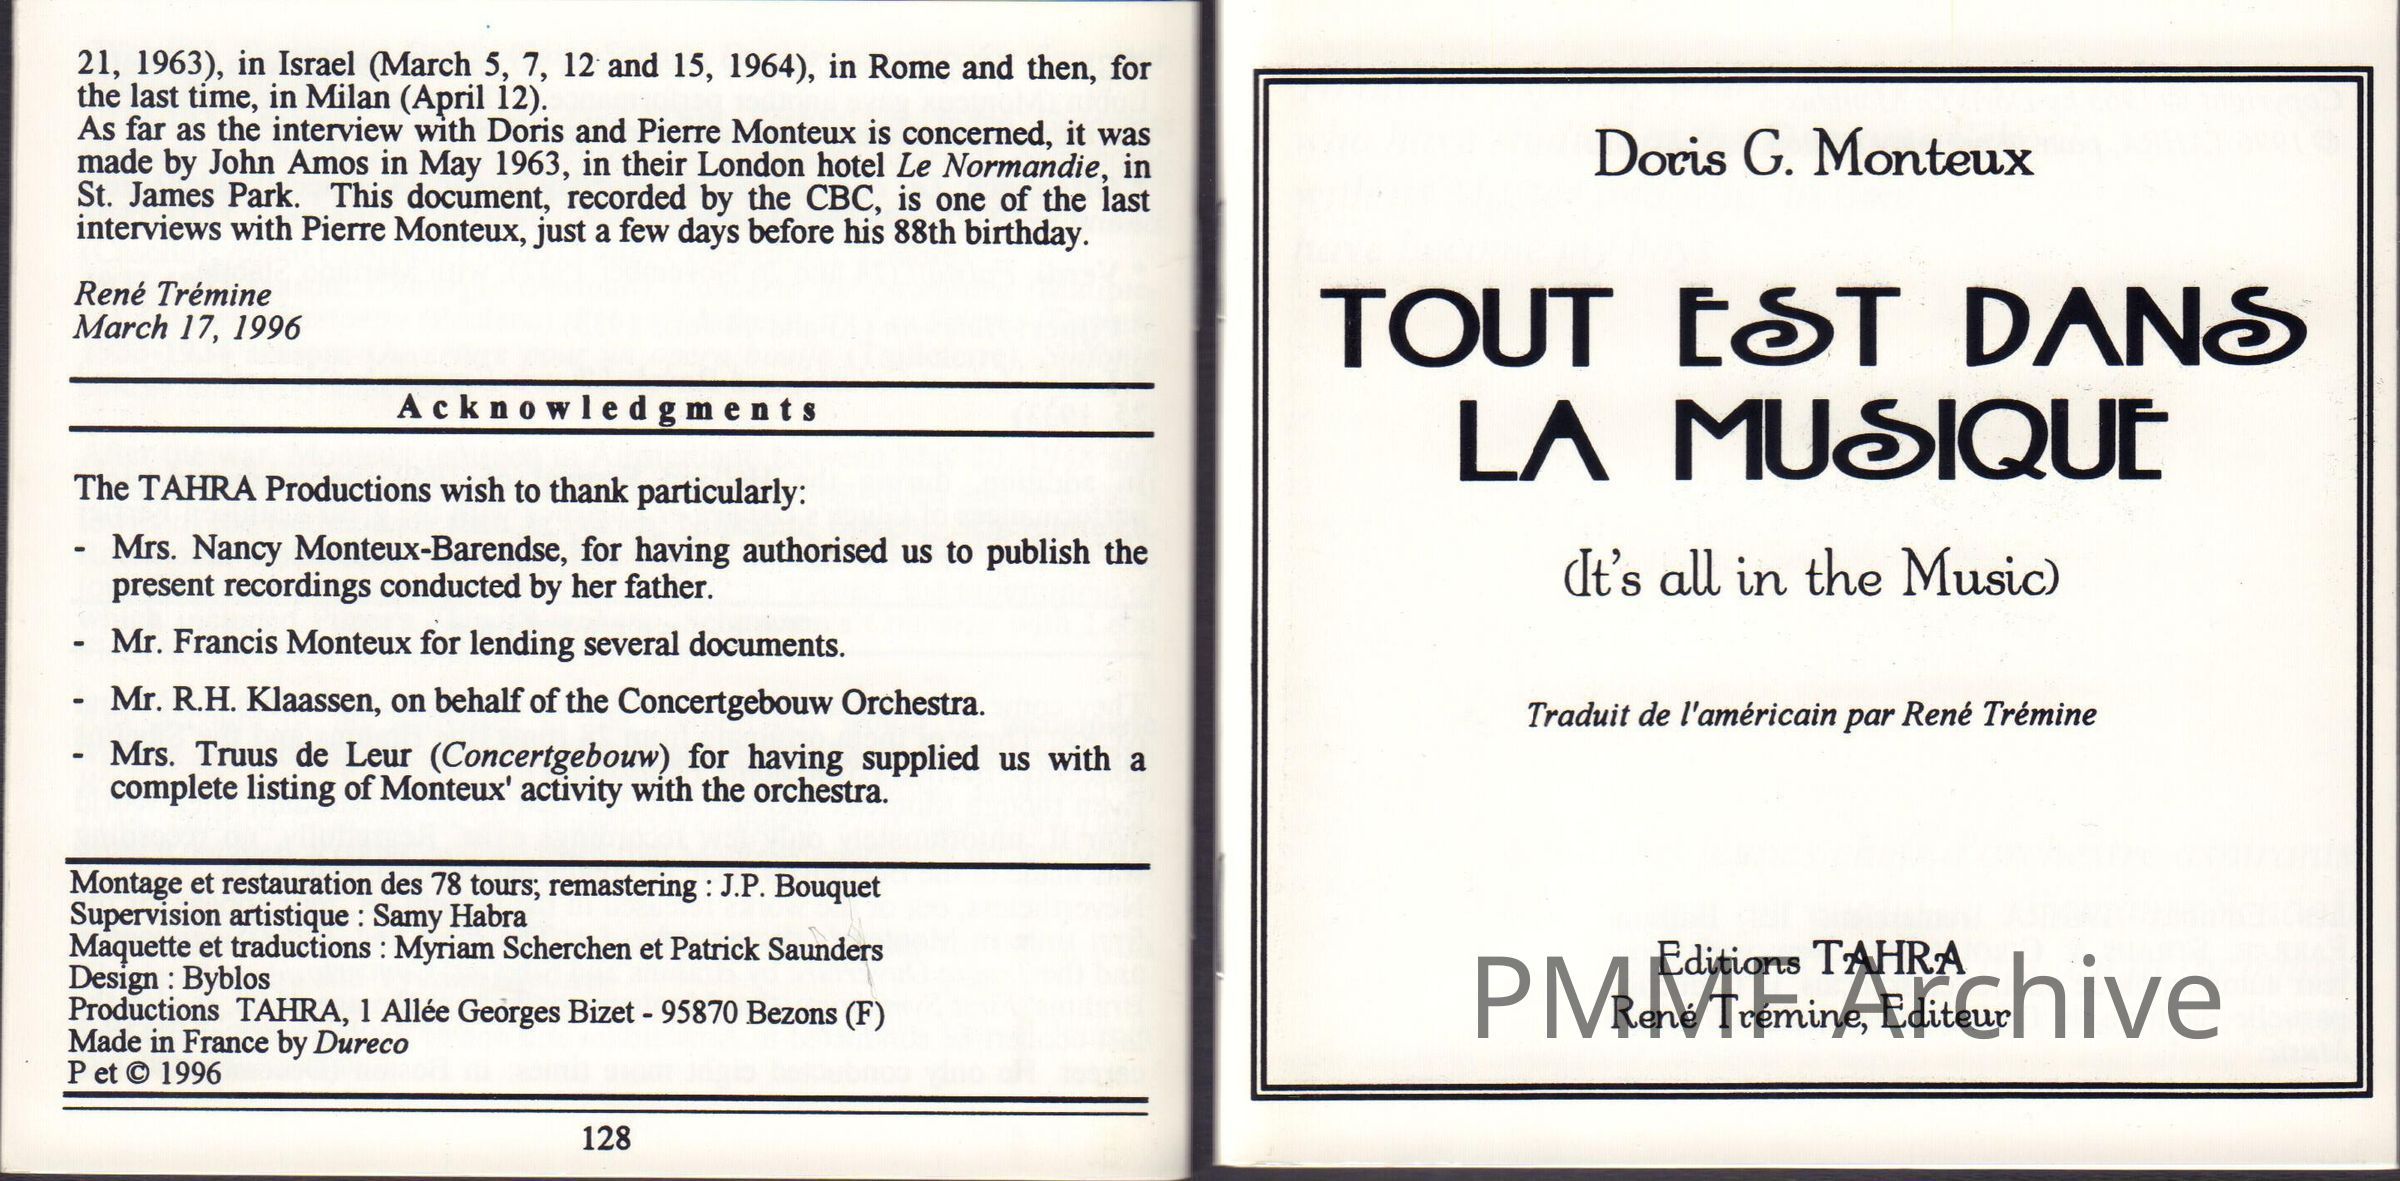 21, 1963), in Israel (March 5, 7, 12 and 15, 1964), in Rome and then, for
the last time, in Milan (April 12).
As far as the interview with Doris and Pierre Monteux is concerned, it was
made by John Amos in May 1963, in their London hotel Le Normandie, in
St. James Park. This document, recorded by the CBC, is one of the last
interviews with Pierre Monteux, just a few days before his 88th birthday.
René Trémine
March 17, 1996
Acknowledgments
The TAHRA Productions wish to thank particularly:
- Mrs. Nancy Monteux-Barendse, for having authorised us to publish the
present recordings conducted by her father.
- Mr. Francis Monteux for lending several documents.
- Mr. R.H. Klaassen, on behalf of the Concertgebouw Orchestra.
- Mrs. Truus de Leur (Concertgebouw) for having supplied us with a
complete listing of Monteux' activity with the orchestra.
Montage et restauration des 78 tours; remastering : J.P. Bouquet
Supervision artistique : Samy Habra
Maquette et traductions : Myriam Scherchen et Patrick Saunders
Design : Byblos
Productions TAHRA, 1 Allée Georges Bizet - 95870 Bezons (F)
Made in France by Dureco
P et © 1996
128
Doris G. Monteux
TOUT EST DANS
LA MUSIQUE
(It's all in the Music)
Traduit de l'américain par René Trémine
Editions TAHRA
René Trémine, Editeur
PMMF Archive